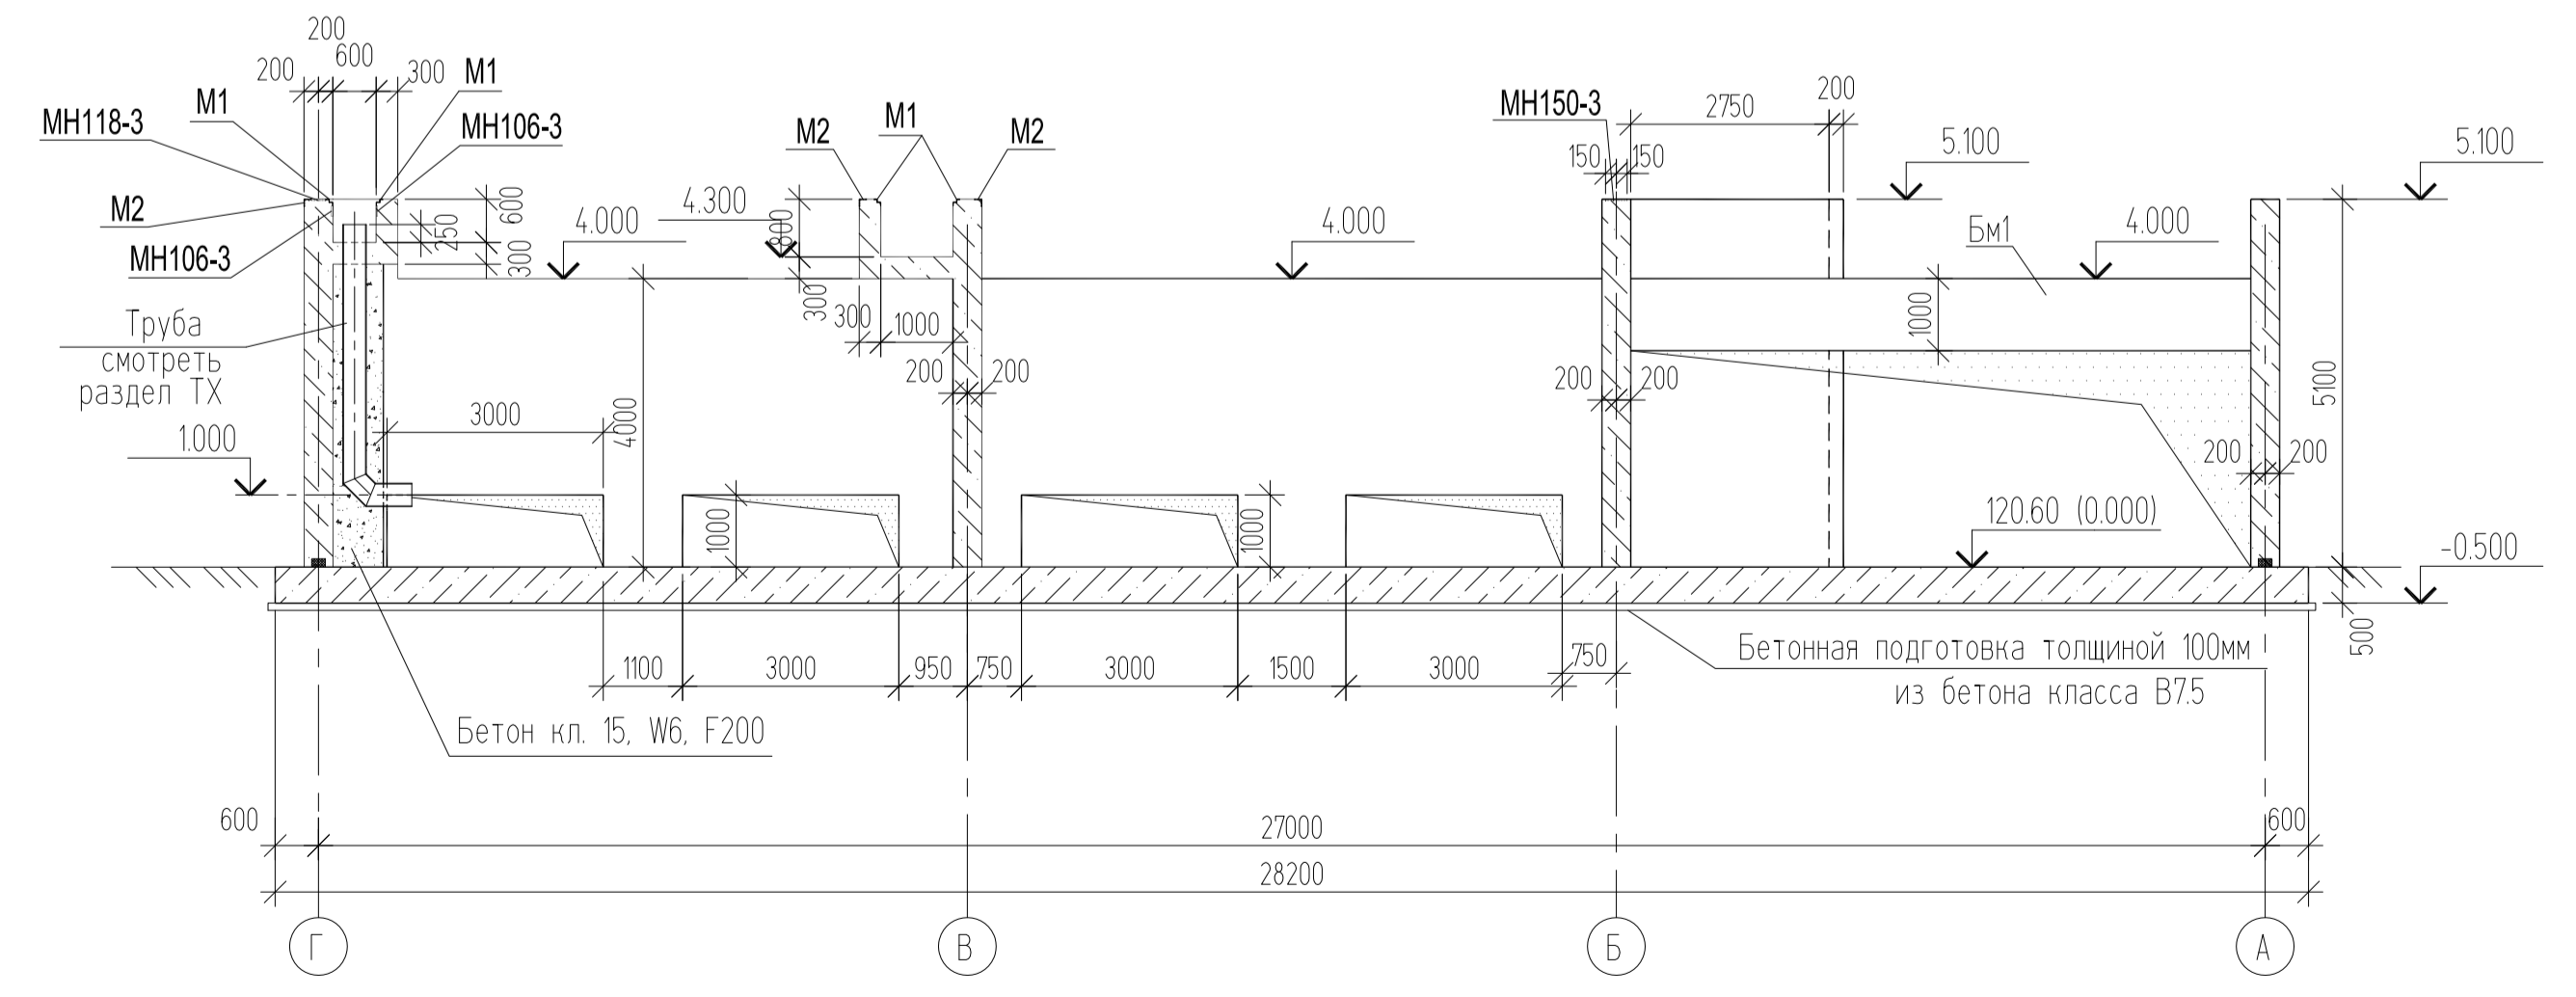 200
600
200
300
М1
М1
МН118-3
МН106-3
М2
МН106-3
600
250
300
4.000
4.300
М2
М1
М2
800
300
300
1000
4.000
МН150-3
2750
200
150
150
5.100
5.100
Бм1
4.000
1000
5100
Труба
смотреть
раздел ТХ
1.000
3000
4000
200
200
200
200
200
200
1000
1000
120.60 (0.000)
-0.500
500
1100
3000
950
750
3000
1500
3000
750
Бетонная подготовка толщиной 100мм
из бетона класса В7.5
Бетон кл. 15, W6, F200
600
27000
600
28200
Г
В
Б
А